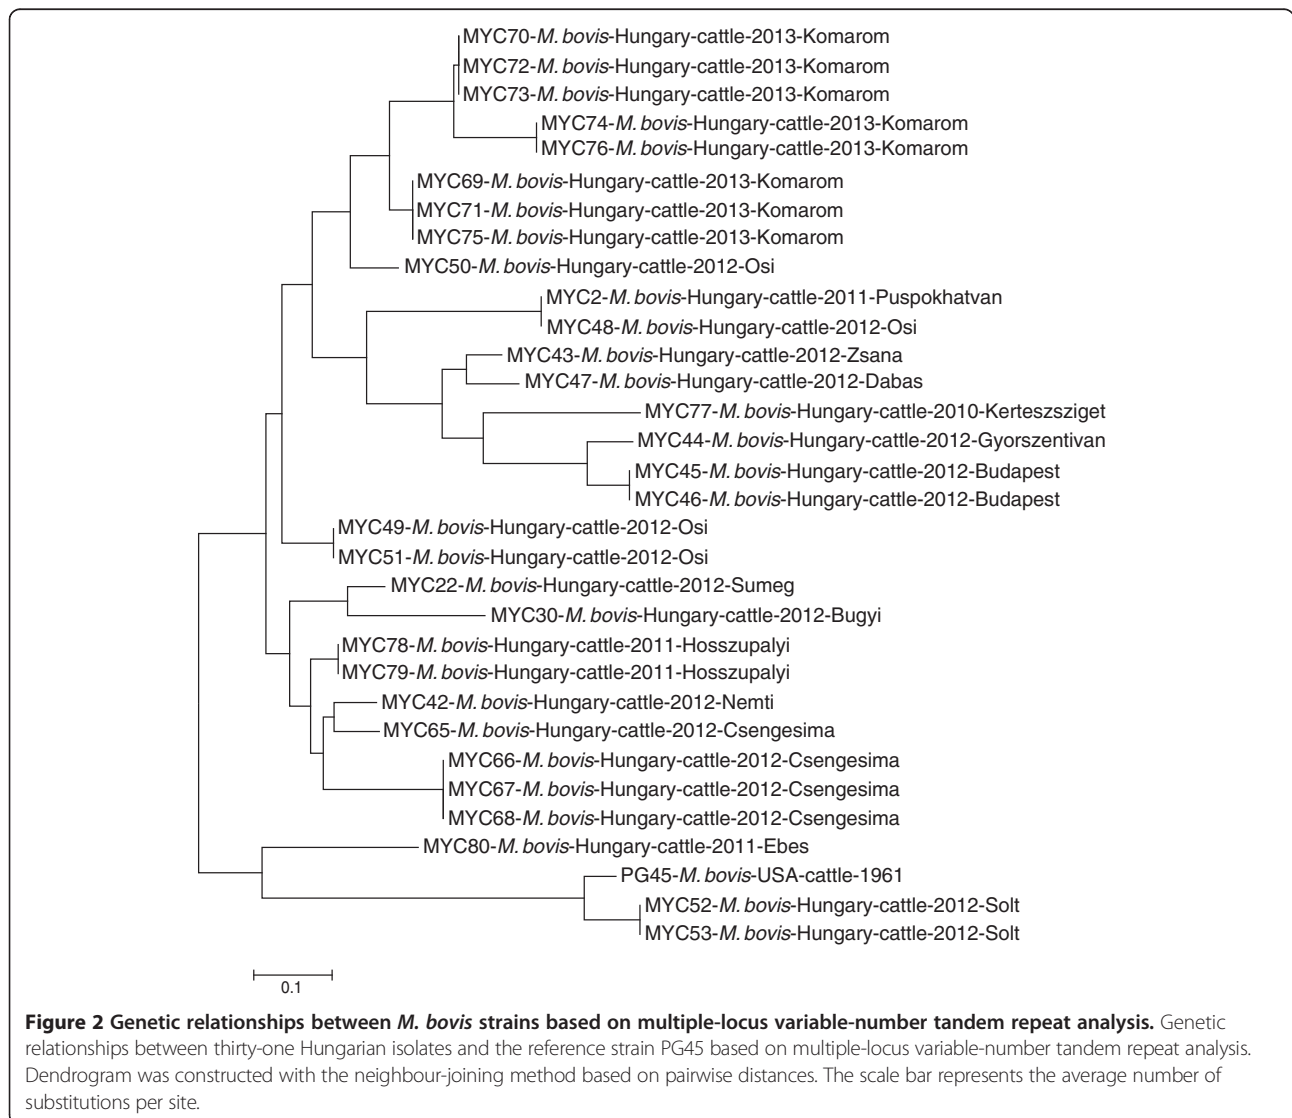 MYC70-M. bovis-Hungary-cattle-2013-Komarom
MYC72-M. bovis-Hungary-cattle-2013-Komarom
MYC73-M. bovis-Hungary-cattle-2013-Komarom
MYC74-M. bovis-Hungary-cattle-2013-Komarom
MYC76-M. bovis-Hungary-cattle-2013-Komarom
MYC69-M. bovis-Hungary-cattle-2013-Komarom
MYC71-M. bovis-Hungary-cattle-2013-Komarom
MYC75-M. bovis-Hungary-cattle-2013-Komarom
MYC50-M. bovis-Hungary-cattle-2012-Osi
MYC2-M. bovis-Hungary-cattle-2011-Puspokhatvan
MYC48-M. bovis-Hungary-cattle-2012-Osi
MYC43-M. bovis-Hungary-cattle-2012-Zsana
MYC47-M. bovis-Hungary-cattle-2012-Dabas
MYC77-M. bovis-Hungary-cattle-2010-Kerteszsziget
MYC44-M. bovis-Hungary-cattle-2012-Gyorszentivan
MYC45-M. bovis-Hungary-cattle-2012-Budapest
MYC46-M. bovis-Hungary-cattle-2012-Budapest
MYC49-M. bovis-Hungary-cattle-2012-Osi
MYC51-M. bovis-Hungary-cattle-2012-Osi
MYC22-M. bovis-Hungary-cattle-2012-Sumeg
MYC30-M. bovis-Hungary-cattle-2012-Bugyi
MYC78-M. bovis-Hungary-cattle-2011-Hosszupalyi
MYC79-M. bovis-Hungary-cattle-2011-Hosszupalyi
MYC42-M. bovis-Hungary-cattle-2012-Nemti
MYC65-M. bovis-Hungary-cattle-2012-Csengesima
MYC66-M. bovis-Hungary-cattle-2012-Csengesima
MYC67-M. bovis-Hungary-cattle-2012-Csengesima
MYC68-M. bovis-Hungary-cattle-2012-Csengesima
MYC80-M. bovis-Hungary-cattle-2011-Ebes
PG45-M. bovis-USA-cattle-1961
MYC52-M. bovis-Hungary-cattle-2012-Solt
MYC53-M. bovis-Hungary-cattle-2012-Solt
0.1
Figure 2 Genetic relationships between M. bovis strains based on multiple-locus variable-number tandem repeat analysis. Genetic
relationships between thirty-one Hungarian isolates and the reference strain PG45 based on multiple-locus variable-number tandem repeat analysis.
Dendrogram was constructed with the neighbour-joining method based on pairwise distances. The scale bar represents the average number of
substitutions per site.